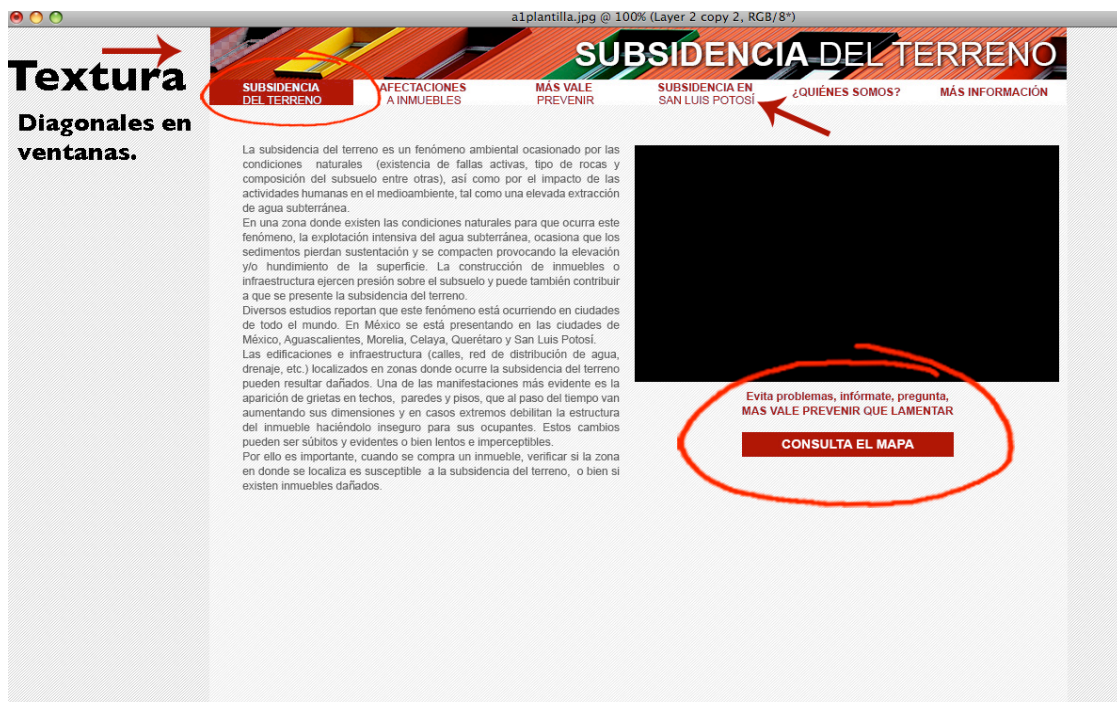 a1plantilla.jpg @ 100% (Layer 2 copy 2, RGB/8*)
SUBSIDENCIA DEL TERRENO
Textura
Diagonales en
ventanas.
SUBSIDENCIA
DEL TERRENO
AFECTACIONES
A INMUEBLES
MÁS VALE
PREVENIR
SUBSIDENCIA EN
SAN LUIS POTOSÍ
¿QUIÉNES SOMOS?
MÁS INFORMACIÓN
La subsidencia del terreno es un fenómeno ambiental ocasionado por las
condiciones naturales (existencia de fallas activas, tipo de rocas y
composición del subsuelo entre otras), así como por el impacto de las
actividades humanas en el medioambiente, tal como una elevada extracción
de agua subterránea.
En una zona donde existen las condiciones naturales para que ocurra este
fenómeno, la explotación intensiva del agua subterránea, ocasiona que los
sedimentos pierdan sustentación y se compacten provocando la elevación
y/o hundimiento de la superficie. La construcción de inmuebles o
infraestructura ejercen presión sobre el subsuelo y puede también contribuir
a que se presente la subsidencia del terreno.
Diversos estudios reportan que este fenómeno está ocurriendo en ciudades
de todo el mundo. En México se está presentando en las ciudades de
México, Aguascalientes, Morelia, Celaya, Querétaro y San Luis Potosí.
Las edificaciones e infraestructura (calles, red de distribución de agua,
drenaje, etc.) localizados en zonas donde ocurre la subsidencia del terreno
pueden resultar dañados. Una de las manifestaciones más evidente es la
aparición de grietas en techos, paredes y pisos, que al paso del tiempo van
aumentando sus dimensiones y en casos extremos debilitan la estructura
del inmueble haciéndolo inseguro para sus ocupantes. Estos cambios
pueden ser súbitos y evidentes o bien lentos e imperceptibles.
Por ello es importante, cuando se compra un inmueble, verificar si la zona
en donde se localiza es susceptible a la subsidencia del terreno, o bien si
existen inmuebles dañados.
Evita problemas, infórmate, pregunta,
MAS VALE PREVENIR QUE LAMENTAR
CONSULTA EL MAPA